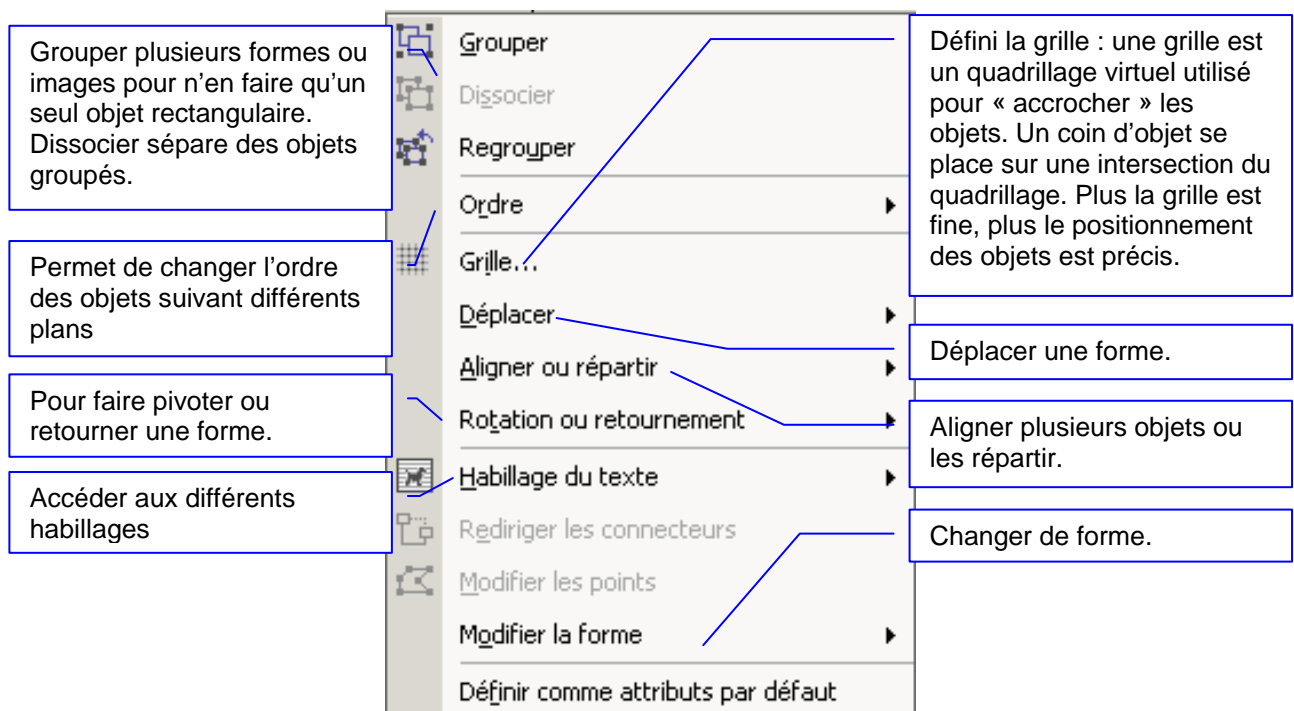 Grouper plusieurs formes ou
images pour n’en faire qu’un
seul objet rectangulaire.
Dissocier sépare des objets
groupés.
Permet de changer l’ordre
des objets suivant différents
plans
Pour faire pivoter ou
retourner une forme.
Accéder aux différents
habillages
Grouper
Dissocier
Regrouper
Ordre
Grille...
Déplacer
Aligner ou répartir
Rotation ou retournement
Habillage du texte
Rediriger les connecteurs
Modifier les points
Modifier la forme
Définir comme attributs par défaut
Défini la grille : une grille est
un quadrillage virtuel utilisé
pour « accrocher » les
objets. Un coin d’objet se
place sur une intersection du
quadrillage. Plus la grille est
fine, plus le positionnement
des objets est précis.
Déplacer une forme.
Aligner plusieurs objets ou
les répartir.
Changer de forme.